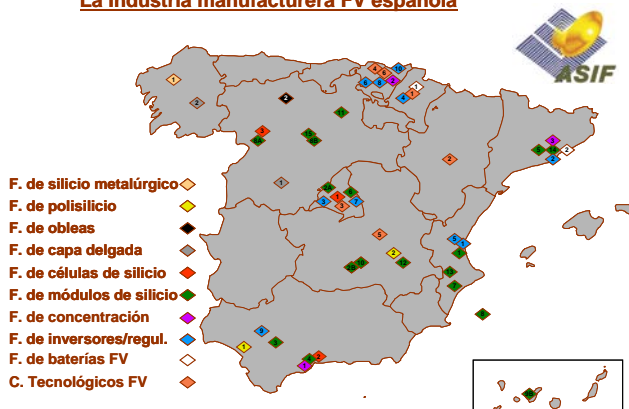 La Industria manufacturera FV española
ASIF
F. de silicio metalúrgico
F. de polisilicio
F. de obleas
F. de capa delgada
F. de células de silicio
F. de módulos de silicio
F. de concentración
F. de inversores/regul.
F. de baterías FV
C. Tecnológicos FV